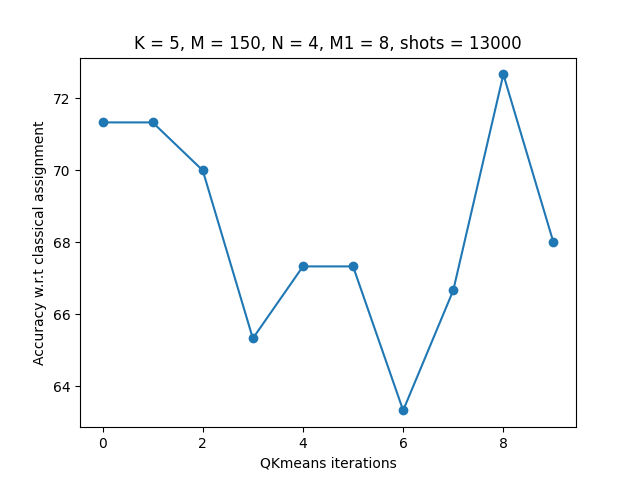 K = 5, M = 150, N = 4, M1 = 8, shots = 13000
Accuracy w.r.t classical assignment
72
70
68
66
64
0 2 4 6 8
QKmeans iterations